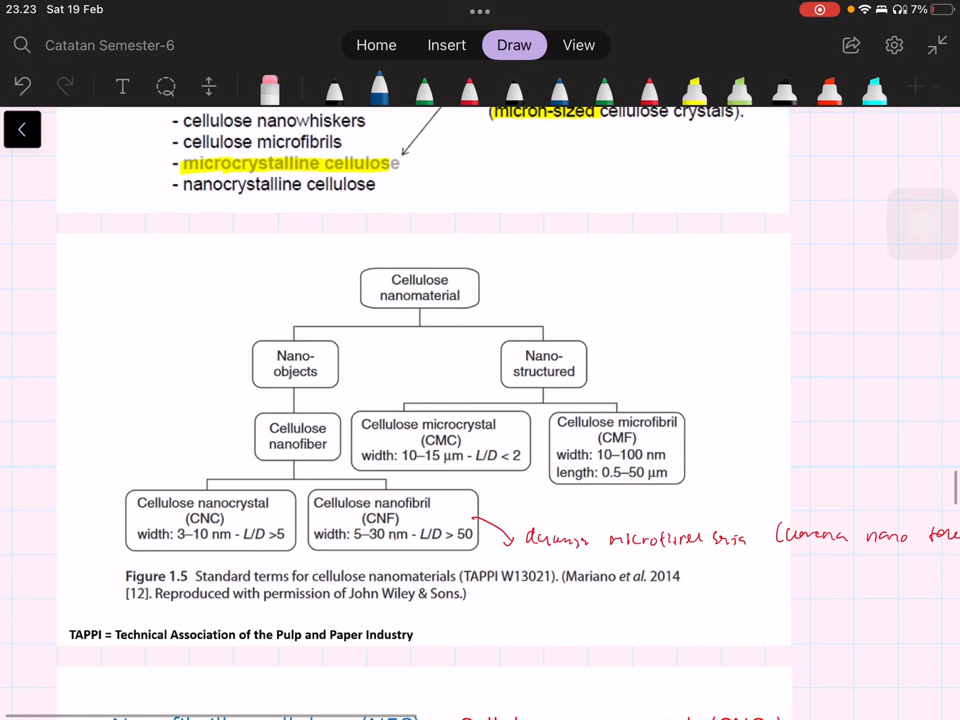 23.23 Sat 19 Feb
7%
Catatan Semester-6
Home Insert Draw View
- cellulose nanowhiskers
- cellulose microfibrils
- microcrystalline cellulose
- nanocrystalline cellulose
(micron-sized cellulose crystals).
Cellulose
nanomaterial
Nano-
objects
Nano-
structured
Cellulose
nanofiber
Cellulose microcrystal
(CMC)
width: 10–15 μm - L/D < 2
Cellulose microfibril
(CMF)
width: 10–100 nm
length: 0.5–50 μm
Cellulose nanocrystal
(CNC)
width: 3–10 nm - L/D >5
Cellulose nanofibril
(CNF)
width: 5–30 nm - L/D > 50
nano
Figure 1.5 Standard terms for cellulose nanomaterials (TAPPI W13021). (Mariano et al. 2014
[12]. Reproduced with permission of John Wiley & Sons.)
TAPPI = Technical Association of the Pulp and Paper Industry